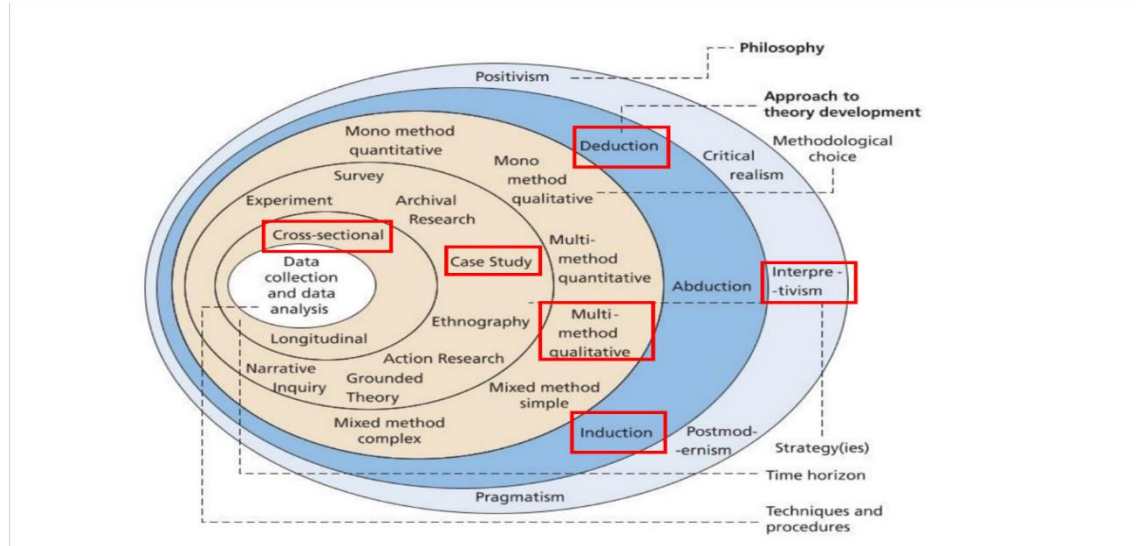 Philosophy
Positivism
Approach to
theory development
Mono method
quantitative
Deduction
Methodological
choice
Critical
realism
Mono
method
qualitative
Survey
Experiment
Archival
Research
Cross-sectional
Multi-
method
quantitative
Case Study
Data
collection
and data
analysis
Abduction
Interpre -
-tivism
Ethnography
Multi-
method
qualitative
Longitudinal
Action Research
Narrative
Inquiry
Grounded
Theory
Mixed method
simple
Mixed method
complex
Induction
Postmod-
-ernism
Strategy(ies)
Time horizon
Pragmatism
Techniques and
procedures